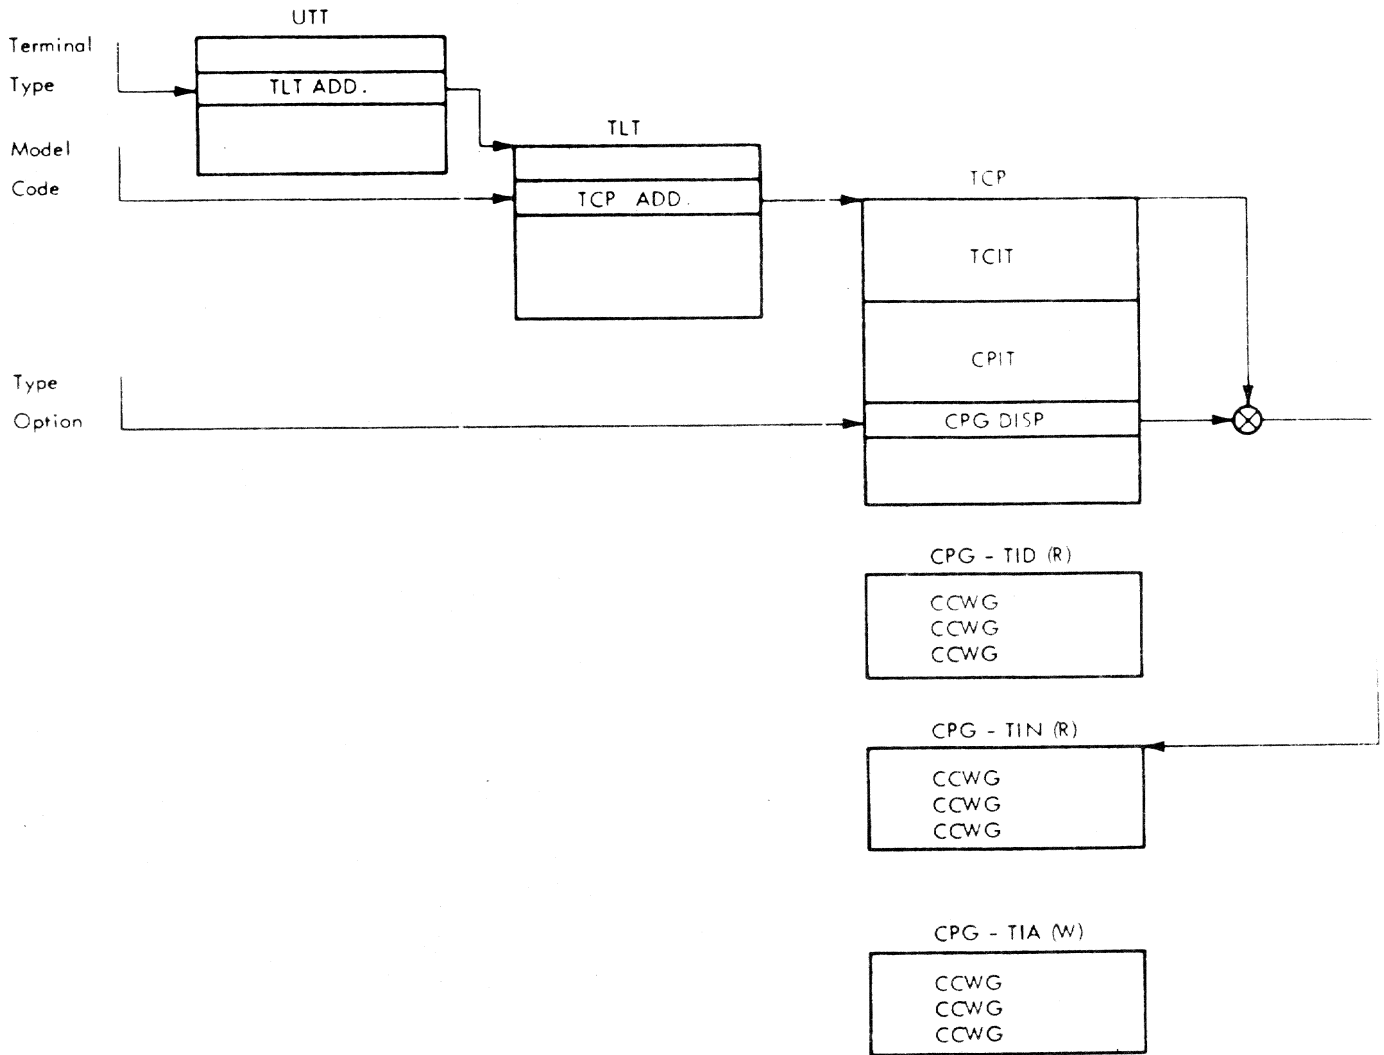 UTT
Terminal
Type
TLT ADD.
TLT
Model
Code
TCP ADD.
TCP
TCIT
CPIT
Type
Option
CPG DISP
CPG - TID (R)
CCWG
CCWG
CCWG
CPG - TIN (R)
CCWG
CCWG
CCWG
CPG - TIA (W)
CCWG
CCWG
CCWG